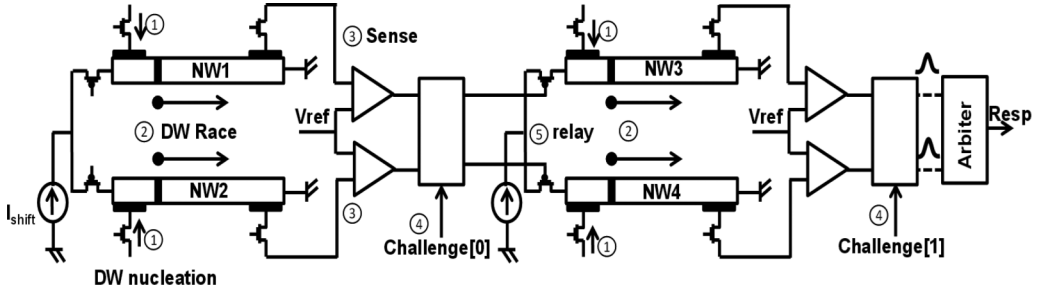 ① ③ Sense ①
NW1 NW3
Vref Vref Resp
② DW Race ⑤ relay ② Arbiter
NW2 NW4
I shift
③ ④ ④
① Challenge[0] ① Challenge[1]
DW nucleation